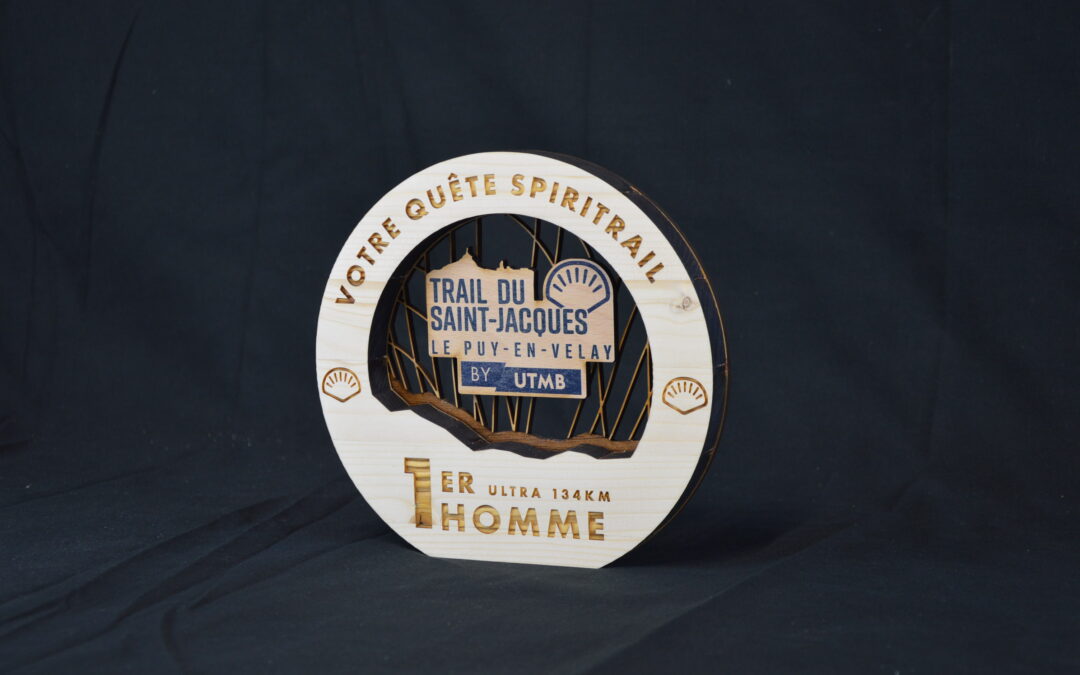 VOTRE QUÊTE SPIRITRAIL
TRAIL DU
SAINT-JACQUES
LE PUY-EN-VELAY
BY UTMB
1ER ULTRA 134KM
HOMME